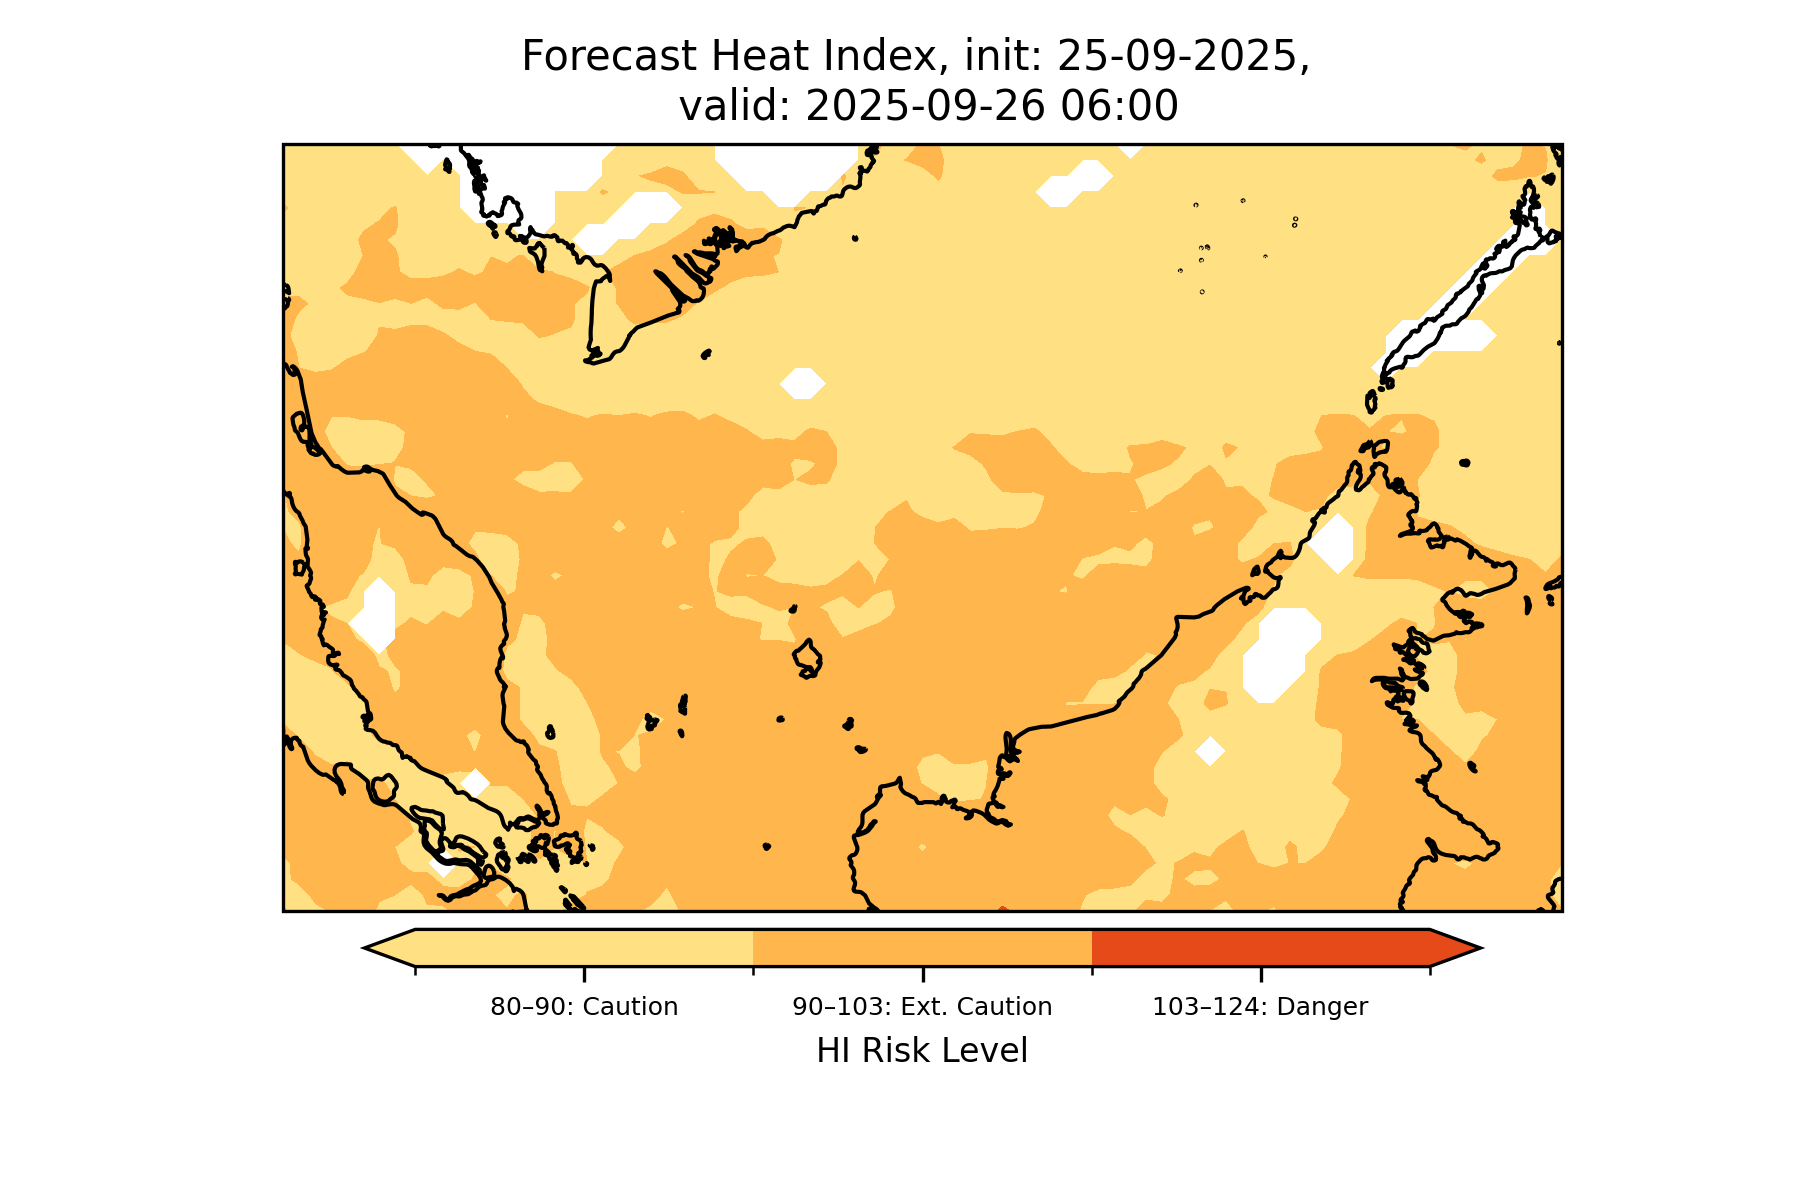 Forecast Heat Index, init: 25-09-2025,
valid: 2025-09-26 06:00
80–90: Caution
90–103: Ext. Caution
103–124: Danger
HI Risk Level